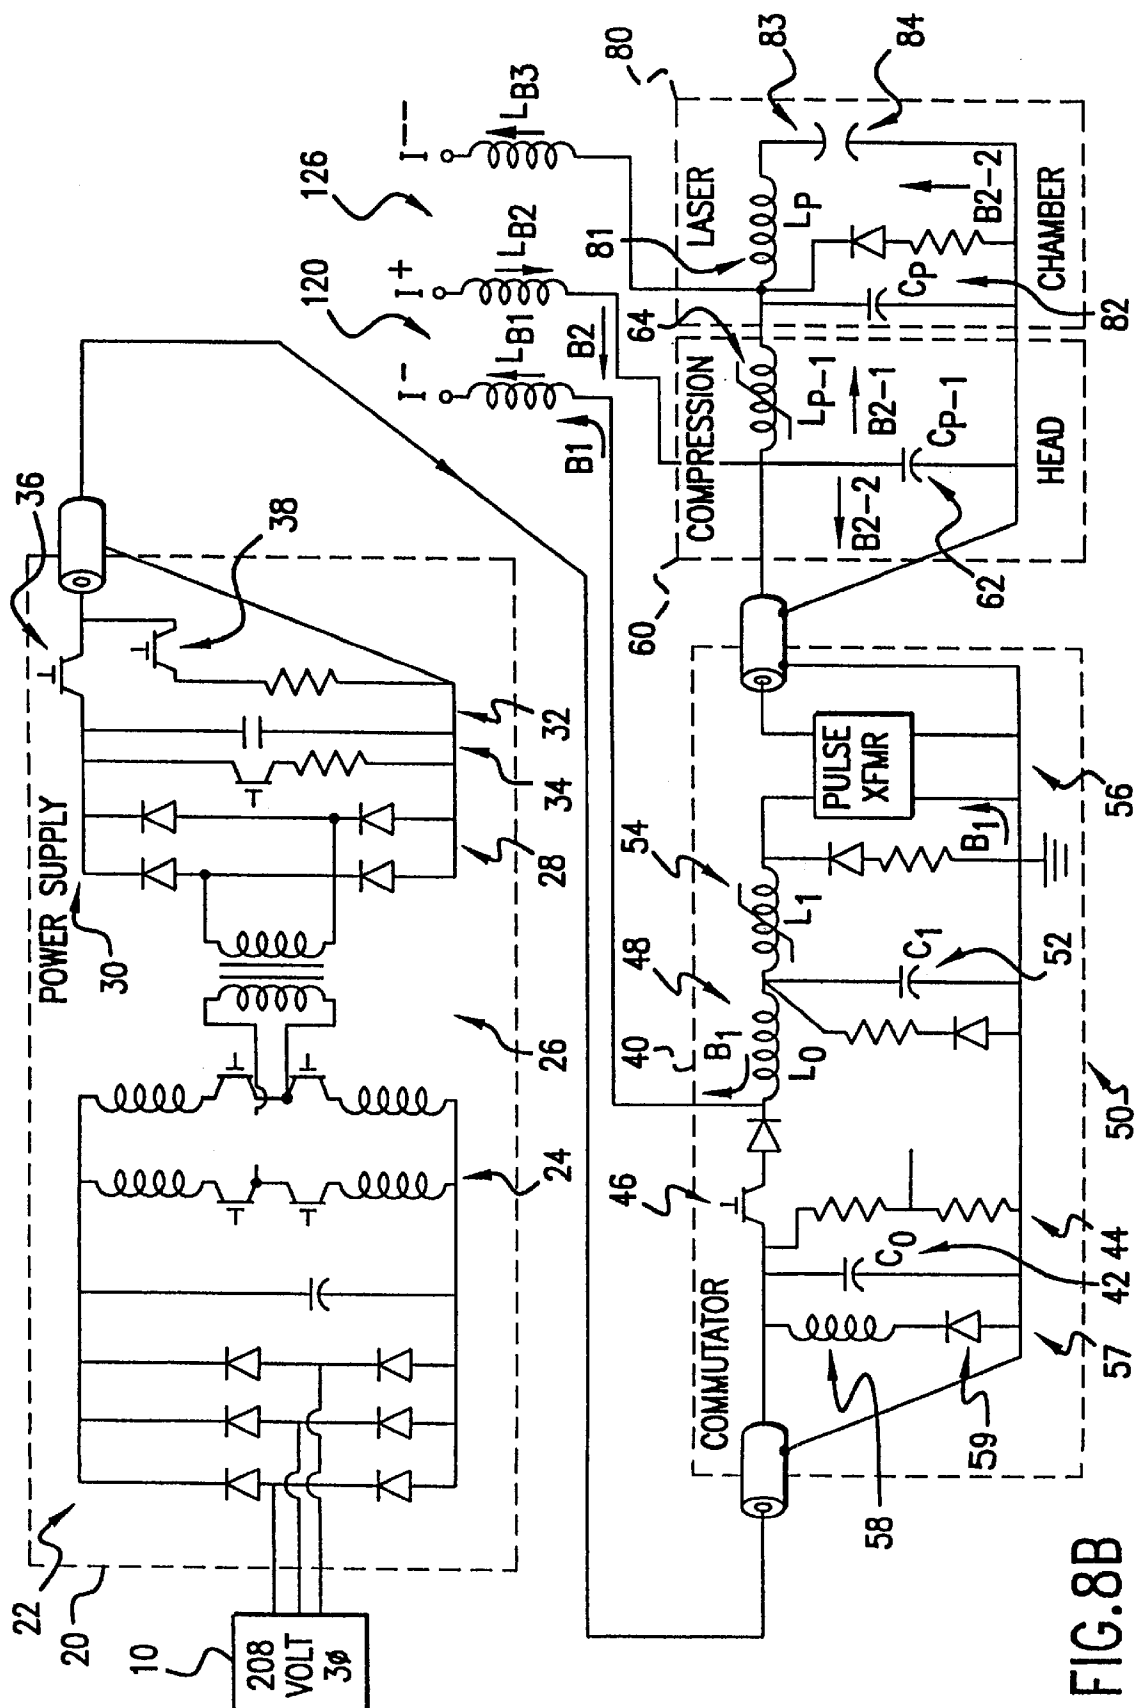 22
20
10
208
VOLT
3ø
POWER SUPPLY
30
24
26
28
34
32
38
36
120
126
I-
I+
I--
LB1
LB2
LB3
B1
B2
COMMUTATOR
40
46
48
54
B1
L0
L1
C0
C1
B1
PULSE
XFMR
58
59
57
42
44
50
52
56
60
COMPRESSION
HEAD
64
LP-1
B2-1
CP-1
B2-2
62
80
81
83
84
LASER
CHAMBER
LP
CP
B2-2
82
FIG.8B